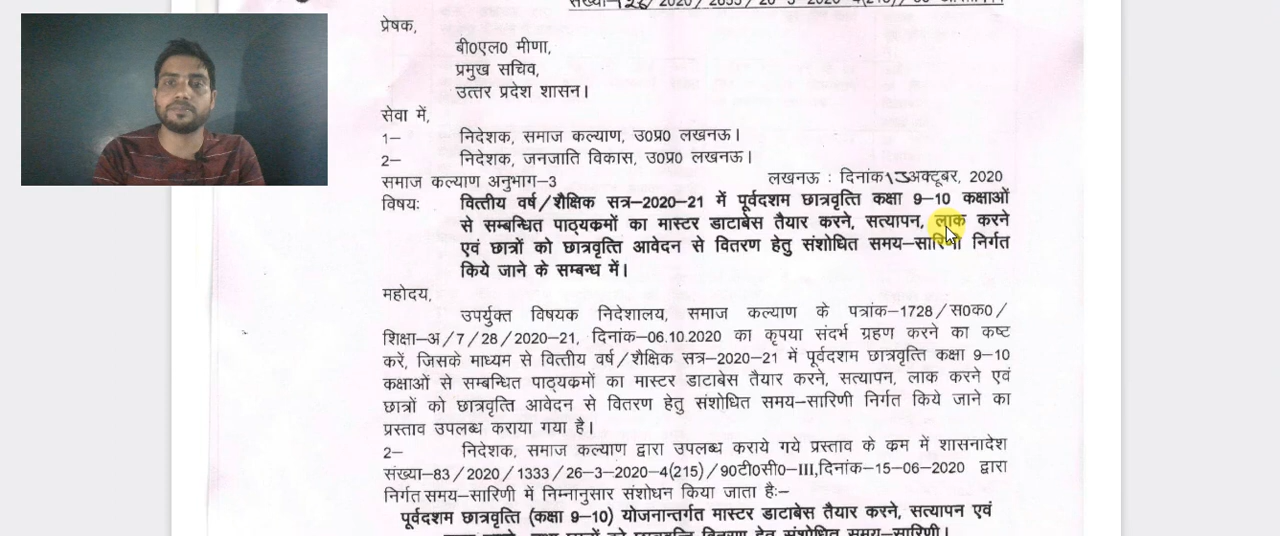 प्रेषक,
बी0एल0 मीणा,
प्रमुख सचिव,
उत्तर प्रदेश शासन।
सेवा में,
1– निदेशक, समाज कल्याण, उ0प्र0 लखनऊ।
2– निदेशक, जनजाति विकास, उ0प्र0 लखनऊ।
समाज कल्याण अनुभाग–3 लखनऊ : दिनांक 13 अक्टूबर, 2020
विषयः वित्तीय वर्ष/शैक्षिक सत्र–2020-21 में पूर्वदशम छात्रवृत्ति कक्षा 9–10 कक्षाओं
से सम्बन्धित पाठ्यक्रमों का मास्टर डाटाबेस तैयार करने, सत्यापन, लाक करने
एवं छात्रों को छात्रवृत्ति आवेदन से वितरण हेतु संशोधित समय–सारिणी निर्गत
किये जाने के सम्बन्ध में।
महोदय,
उपर्युक्त विषयक निदेशालय, समाज कल्याण के पत्रांक–1728/स0क0/
शिक्षा–अ/7/28/2020–21, दिनांक–06.10.2020 का कृपया संदर्भ ग्रहण करने का कष्ट
करें, जिसके माध्यम से वित्तीय वर्ष/शैक्षिक सत्र–2020–21 में पूर्वदशम छात्रवृत्ति कक्षा 9–10
कक्षाओं से सम्बन्धित पाठ्यक्रमों का मास्टर डाटाबेस तैयार करने, सत्यापन, लाक करने एवं
छात्रों को छात्रवृत्ति आवेदन से वितरण हेतु संशोधित समय–सारिणी निर्गत किये जाने का
प्रस्ताव उपलब्ध कराया गया है।
2– निदेशक, समाज कल्याण द्वारा उपलब्ध कराये गये प्रस्ताव के क्रम में शासनादेश
संख्या–83/2020/1333/26–3–2020–4(215)/90टी0सी0–III,दिनांक–15–06–2020 द्वारा
निर्गत समय–सारिणी में निम्नानुसार संशोधन किया जाता हैः–
पूर्वदशम छात्रवृत्ति (कक्षा 9–10) योजनान्तर्गत मास्टर डाटाबेस तैयार करने, सत्यापन एवं
छात्रों को छात्रवृत्ति वितरण हेतु संशोधित समय–सारिणी।